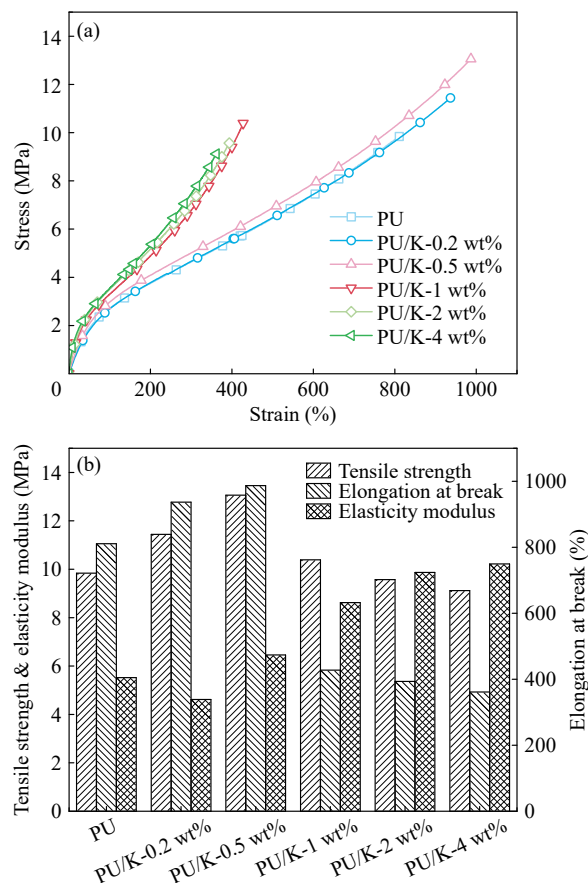 (a)
14
12
10
8
6
4
2
Stress (MPa)
PU
PU/K-0.2 wt%
PU/K-0.5 wt%
PU/K-1 wt%
PU/K-2 wt%
PU/K-4 wt%
0 200 400 600 800 1000
Strain (%)
(b)
Tensile strength
Elongation at break
Elasticity modulus
14
12
10
8
6
4
2
0
Tensile strength & elasticity modulus (MPa)
1000
800
600
400
200
0
Elongation at break (%)
PU
PU/K-0.2 wt%
PU/K-0.5 wt%
PU/K-1 wt%
PU/K-2 wt%
PU/K-4 wt%